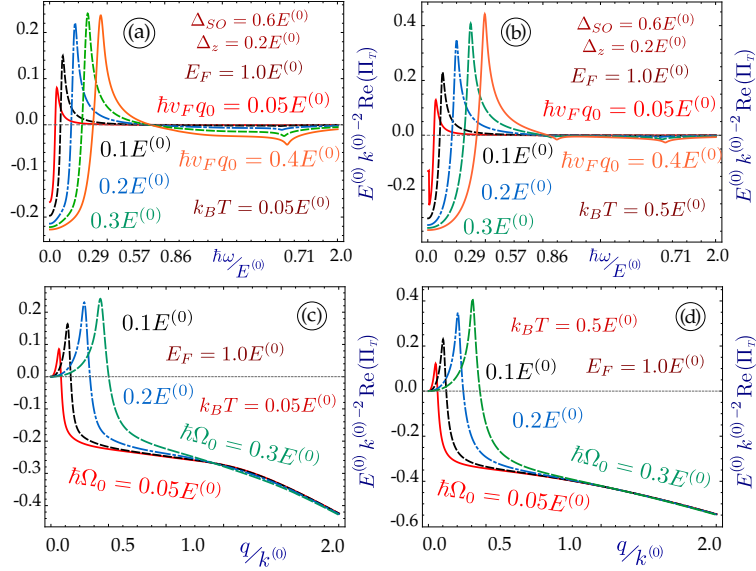 (a)
Δ_SO = 0.6E^(0)
Δ_z = 0.2E^(0)
E_F = 1.0E^(0)
ħv_F q_0 = 0.05E^(0)
0.1E^(0)
ħv_F q_0 = 0.4E^(0)
0.2E^(0)
0.3E^(0)
k_B T = 0.05E^(0)
0.2
0.1
0.0
-0.1
-0.2
0.0 0.29 0.57 0.86 0.71 2.0
ħω/E^(0)
(b)
Δ_SO = 0.6E^(0)
Δ_z = 0.2E^(0)
E_F = 1.0E^(0)
ħv_F q_0 = 0.05E^(0)
0.1E^(0)
ħv_F q_0 = 0.4E^(0)
0.2E^(0)
0.3E^(0)
k_B T = 0.5E^(0)
0.4
0.2
0.0
-0.2
0.0 0.29 0.57 0.86 0.71 2.0
ħω/E^(0)
E^(0) k^(0)−2 Re(Π_T)
(c)
0.1E^(0)
E_F = 1.0E^(0)
0.2E^(0)
k_B T = 0.05E^(0)
ħΩ_0 = 0.3E^(0)
ħΩ_0 = 0.05E^(0)
0.2
0.1
0.0
-0.1
-0.2
-0.3
-0.4
0.0 0.5 1.0 2.0
q/k^(0)
(d)
k_B T = 0.5E^(0)
0.1E^(0)
E_F = 1.0E^(0)
0.2E^(0)
ħΩ_0 = 0.3E^(0)
ħΩ_0 = 0.05E^(0)
0.4
0.2
0.0
-0.2
-0.4
-0.6
0.0 0.5 1.0 2.0
q/k^(0)
E^(0) k^(0)−2 Re(Π_T)